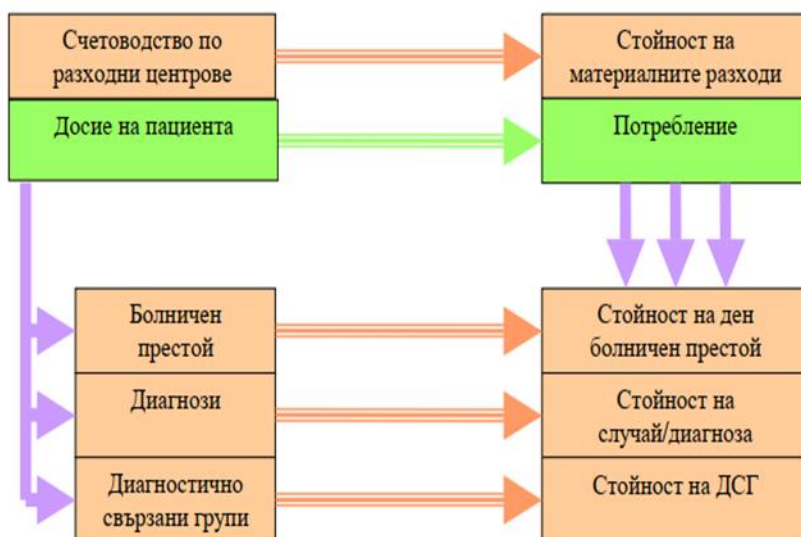 Счетоводство по
разходни центрове
Стойност на
материалните разходи
Досие на пациента
Потребление
Болничен
престой
Стойност на ден
болничен престой
Диагнози
Стойност на
случай/диагноза
Диагностично
свързани групи
Стойност на ДСГ